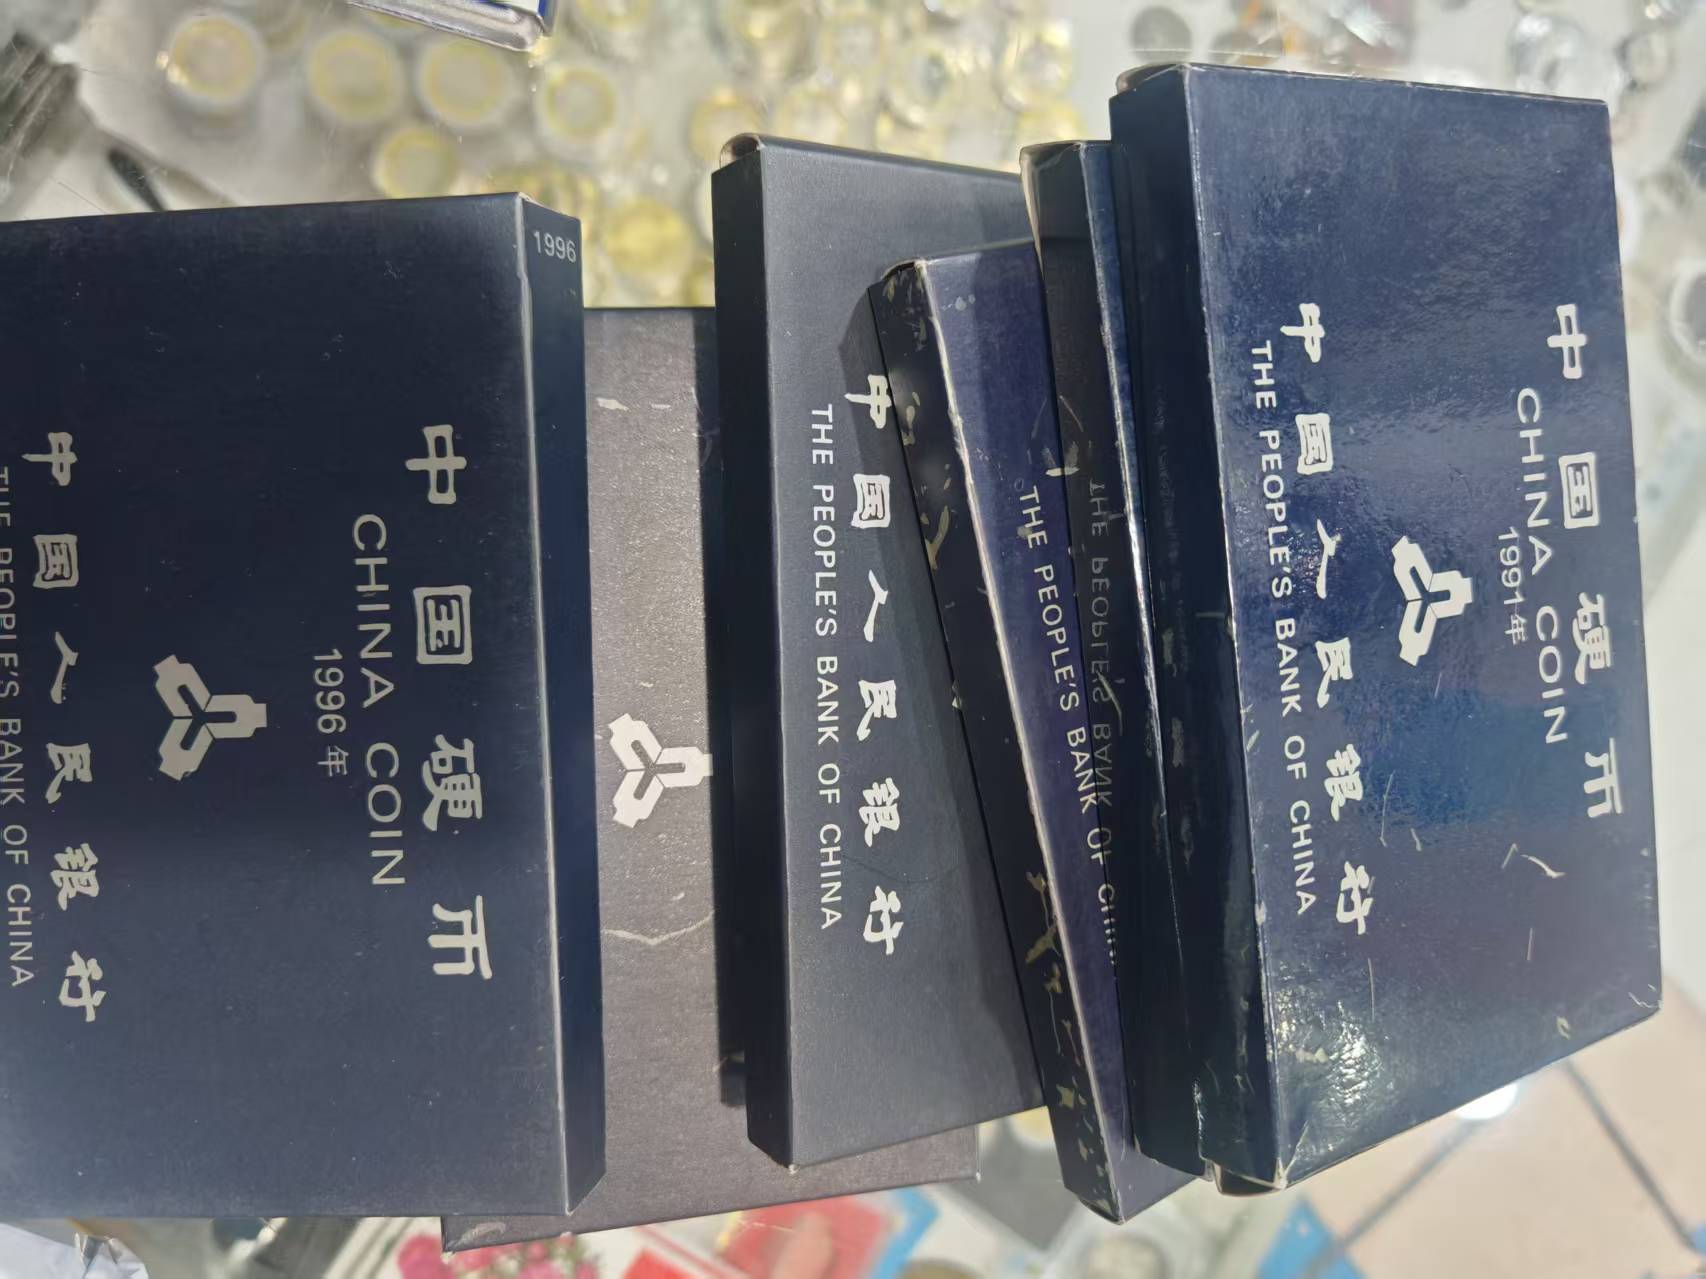 1996
中国硬币
CHINA COIN
1996年
中国人民银行
THE PEOPLE'S BANK OF CHINA
中国人民银行
THE PEOPLE'S BANK OF CHINA
THE PEOPLE'S BANK
THE PEOPLE'S BANK OF
中国硬币
CHINA COIN
1991年
中国人民银行
THE PEOPLE'S BANK OF CHINA